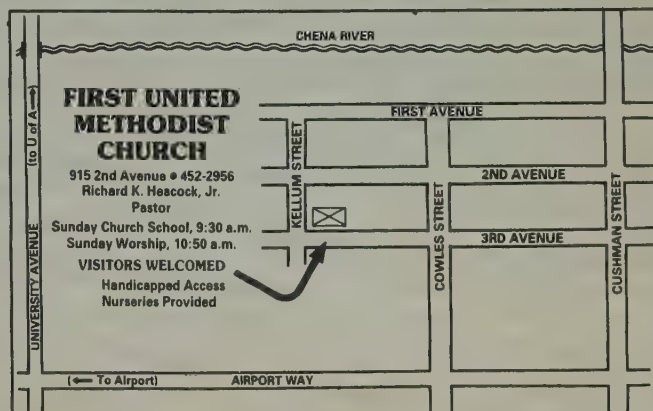 CHENA RIVER
FIRST UNITED
METHODIST
CHURCH
915 2nd Avenue • 452-2956
Richard K. Heacock, Jr.
Pastor
Sunday Church School, 9:30 a.m.
Sunday Worship, 10:50 a.m.
VISITORS WELCOMED
Handicapped Access
Nurseries Provided
(to U of A→)
UNIVERSITY AVENUE
FIRST AVENUE
KELLUM STREET
2ND AVENUE
3RD AVENUE
COWLES STREET
CUSHMAN STREET
(← To Airport)
AIRPORT WAY